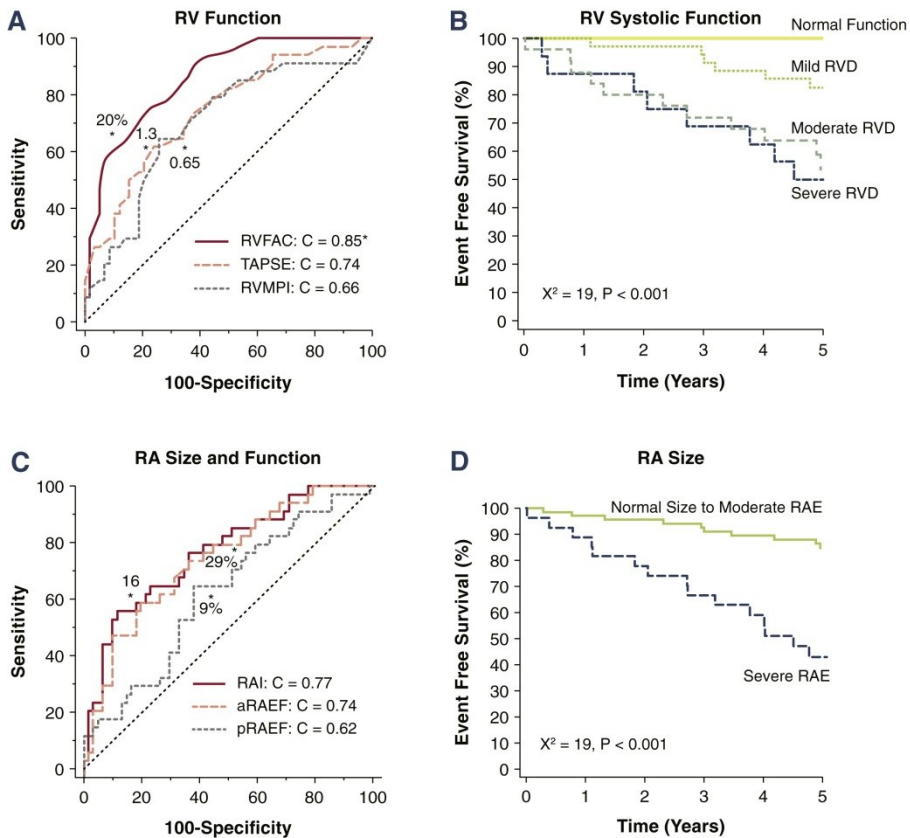 A
RV Function
Sensitivity
100
80
60
40
20
0
20%
1.3
*
*
*
0.65
RVFAC: C = 0.85*
TAPSE: C = 0.74
RVMPI: C = 0.66
0 20 40 60 80 100
100-Specificity
B
RV Systolic Function
Event Free Survival (%)
100
90
80
70
60
50
40
30
20
10
0
Normal Function
Mild RVD
Moderate RVD
Severe RVD
X² = 19, P < 0.001
0 1 2 3 4 5
Time (Years)
C
RA Size and Function
Sensitivity
100
80
60
40
20
0
16
*
*
29%
*
9%
RAI: C = 0.77
aRAEF: C = 0.74
pRAEF: C = 0.62
0 20 40 60 80 100
100-Specificity
D
RA Size
Event Free Survival (%)
100
90
80
70
60
50
40
30
20
10
0
Normal Size to Moderate RAE
Severe RAE
X² = 19, P < 0.001
0 1 2 3 4 5
Time (Years)